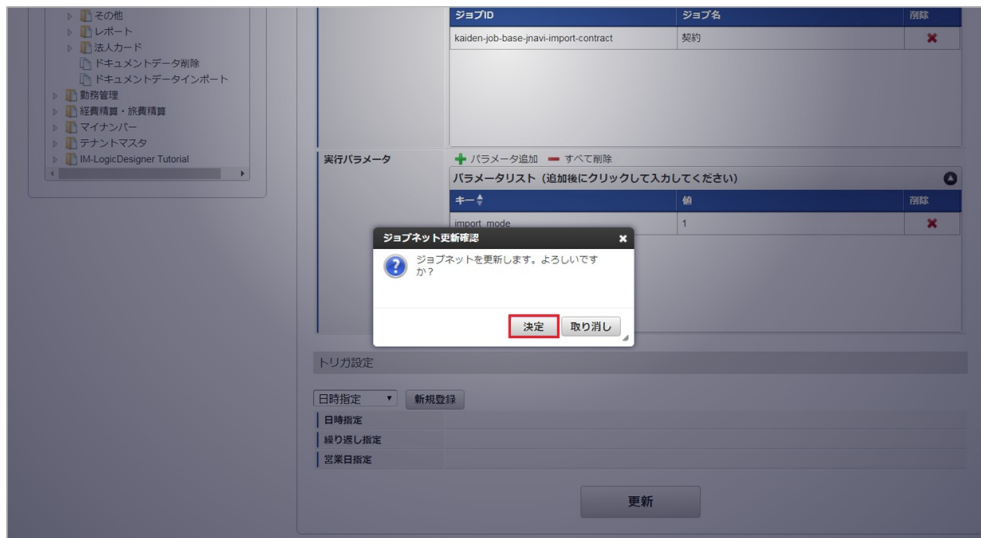 その他
レポート
法人カード
ドキュメントデータ削除
ドキュメントデータインポート
勤務管理
経費精算・旅費精算
マイナンバー
テナントマスタ
IM-LogicDesigner Tutorial
ジョブID ジョブ名 削除
kaiden-job-base-jnavi-import-contract 契約
実行パラメータ
パラメータ追加 すべて削除
パラメータリスト（追加後にクリックして入力してください）
キー 値 削除
import_mode 1
ジョブネット更新確認
ジョブネットを更新します。よろしいです
か？
決定 取り消し
トリガ設定
日時指定 新規登録
日時指定
繰り返し指定
営業日指定
更新